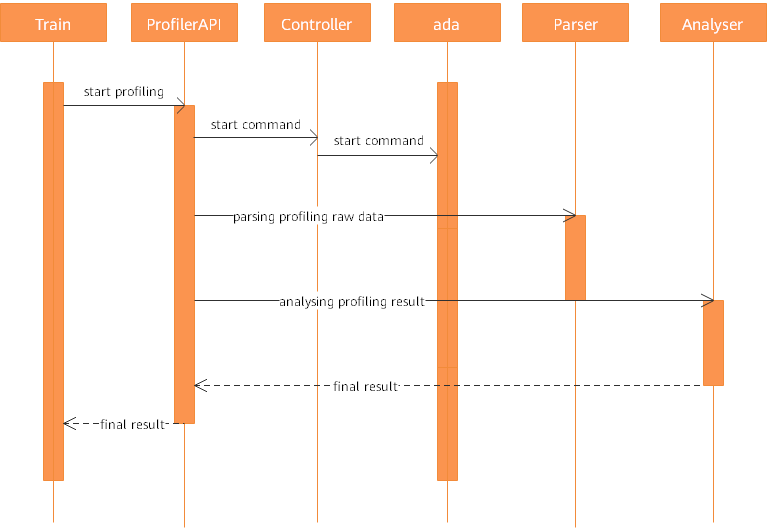 Train
ProfilerAPI
Controller
ada
Parser
Analyser
start profiling
start command
start command
parsing profiling raw data
analysing profiling result
final result
final result